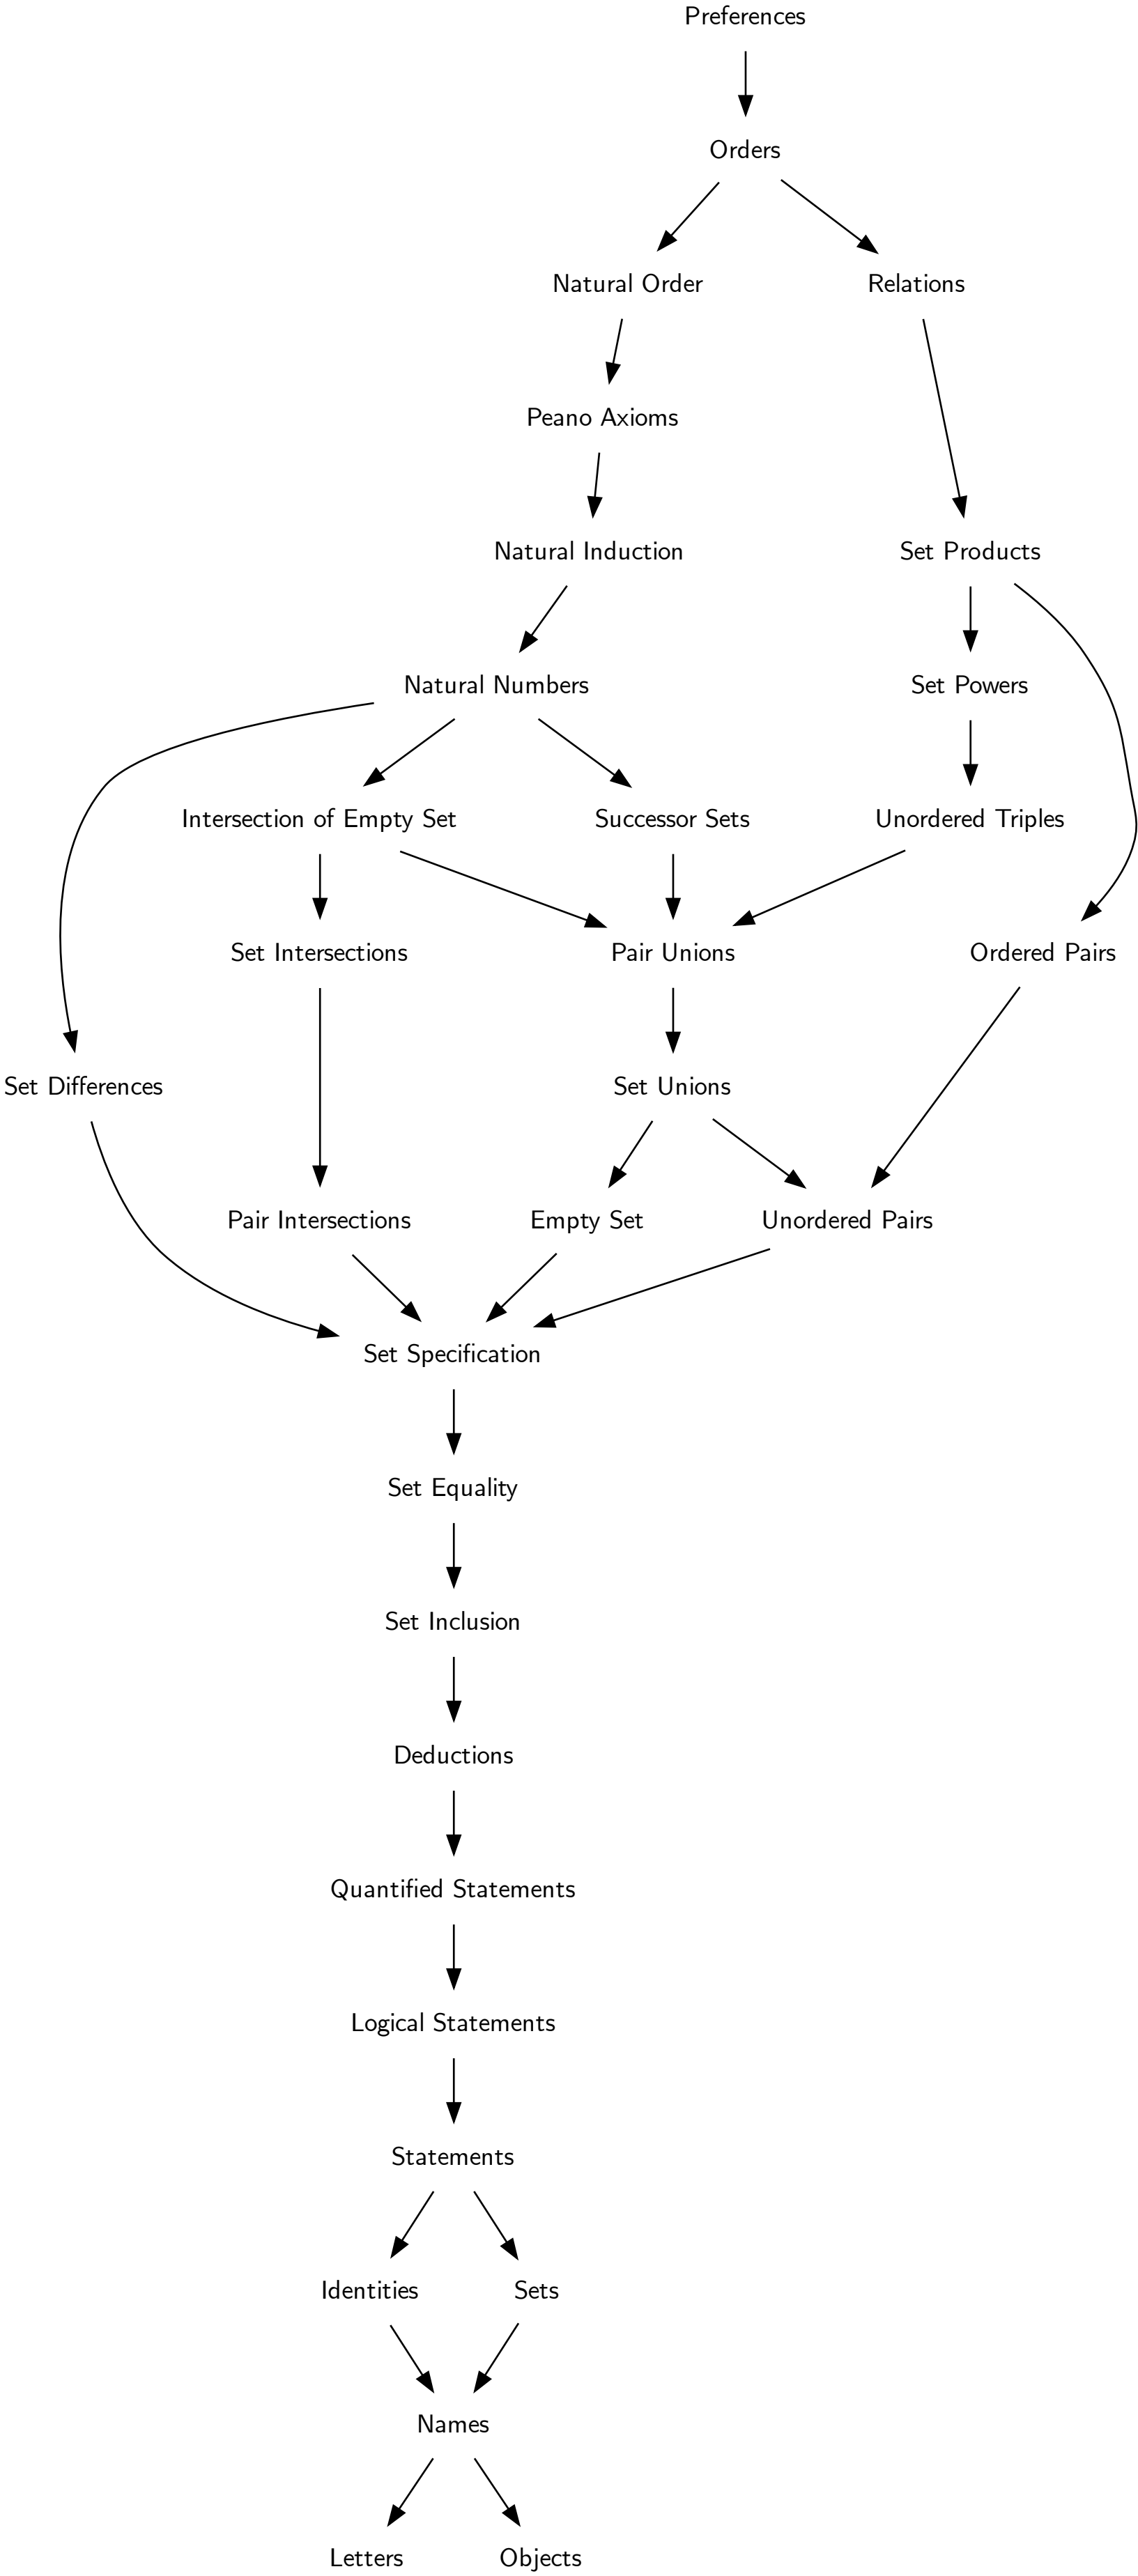 Preferences
Orders
Natural Order
Relations
Peano Axioms
Natural Induction
Set Products
Natural Numbers
Set Powers
Intersection of Empty Set
Successor Sets
Unordered Triples
Set Intersections
Pair Unions
Ordered Pairs
Set Differences
Set Unions
Pair Intersections
Empty Set
Unordered Pairs
Set Specification
Set Equality
Set Inclusion
Deductions
Quantified Statements
Logical Statements
Statements
Identities
Sets
Names
Letters
Objects